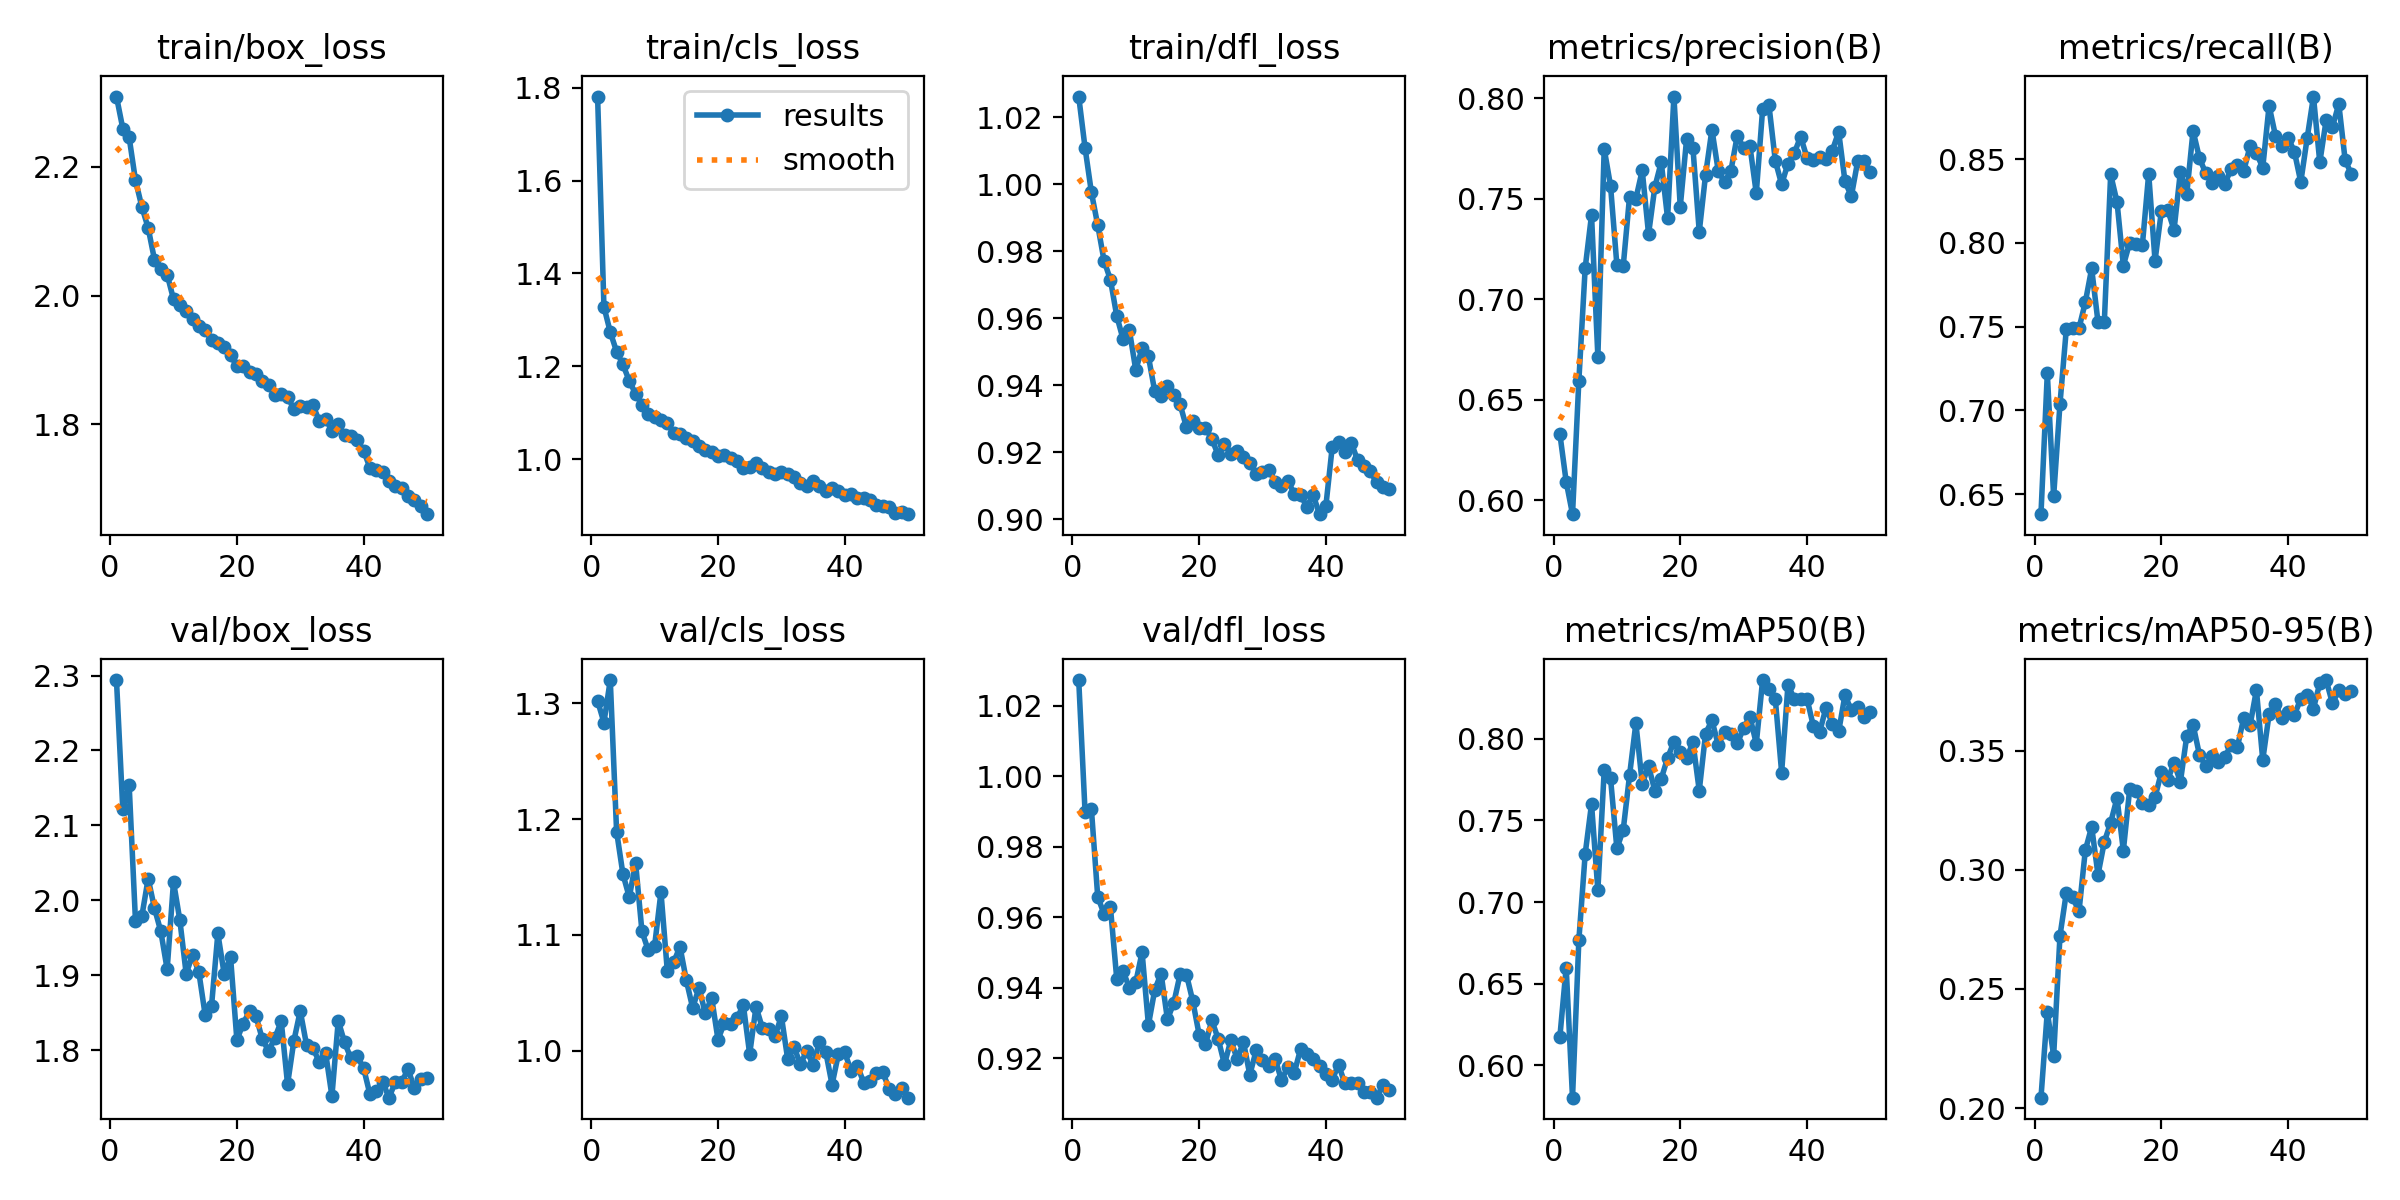 train/box_loss
2.2
2.0
1.8
0 20 40
train/cls_loss
results
smooth
1.8
1.6
1.4
1.2
1.0
0 20 40
train/dfl_loss
1.02
1.00
0.98
0.96
0.94
0.92
0.90
0 20 40
metrics/precision(B)
0.80
0.75
0.70
0.65
0.60
0 20 40
metrics/recall(B)
0.85
0.80
0.75
0.70
0.65
0 20 40
val/box_loss
2.3
2.2
2.1
2.0
1.9
1.8
0 20 40
val/cls_loss
1.3
1.2
1.1
1.0
0 20 40
val/dfl_loss
1.02
1.00
0.98
0.96
0.94
0.92
0 20 40
metrics/mAP50(B)
0.80
0.75
0.70
0.65
0.60
0 20 40
metrics/mAP50-95(B)
0.35
0.30
0.25
0.20
0 20 40